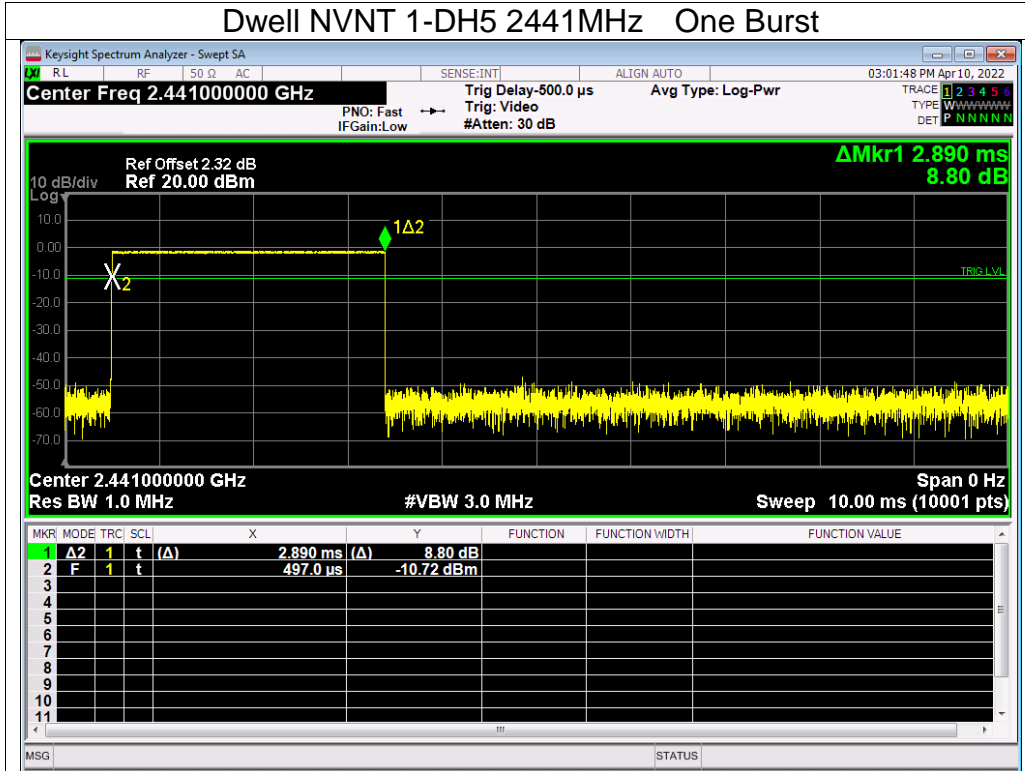 Dwell NVNT 1-DH5 2441MHz One Burst
Keysight Spectrum Analyzer - Swept SA
LXI RL RF 50 Ω AC SENSE:INT ALIGN AUTO 03:01:48 PM Apr 10, 2022
Center Freq 2.441000000 GHz
PNO: Fast
IFGain:Low
Trig Delay-500.0 µs
Trig: Video
#Atten: 30 dB
Avg Type: Log-Pwr
TRACE 1 2 3 4 5 6
TYPE WWWWWW
DET P N N N N N
ΔMkr1 2.890 ms
8.80 dB
Ref Offset 2.32 dB
10 dB/div Ref 20.00 dBm
Log
10.0
0.00
-10.0
-20.0
-30.0
-40.0
-50.0
-60.0
-70.0
1Δ2
2
TRIG LVL
Center 2.441000000 GHz Span 0 Hz
Res BW 1.0 MHz #VBW 3.0 MHz Sweep 10.00 ms (10001 pts)
MKR MODE TRC SCL X Y FUNCTION FUNCTION WIDTH FUNCTION VALUE
1 Δ2 1 t (Δ) 2.890 ms (Δ) 8.80 dB
2 F 1 t 497.0 µs -10.72 dBm
3
4
5
6
7
8
9
10
11
MSG STATUS